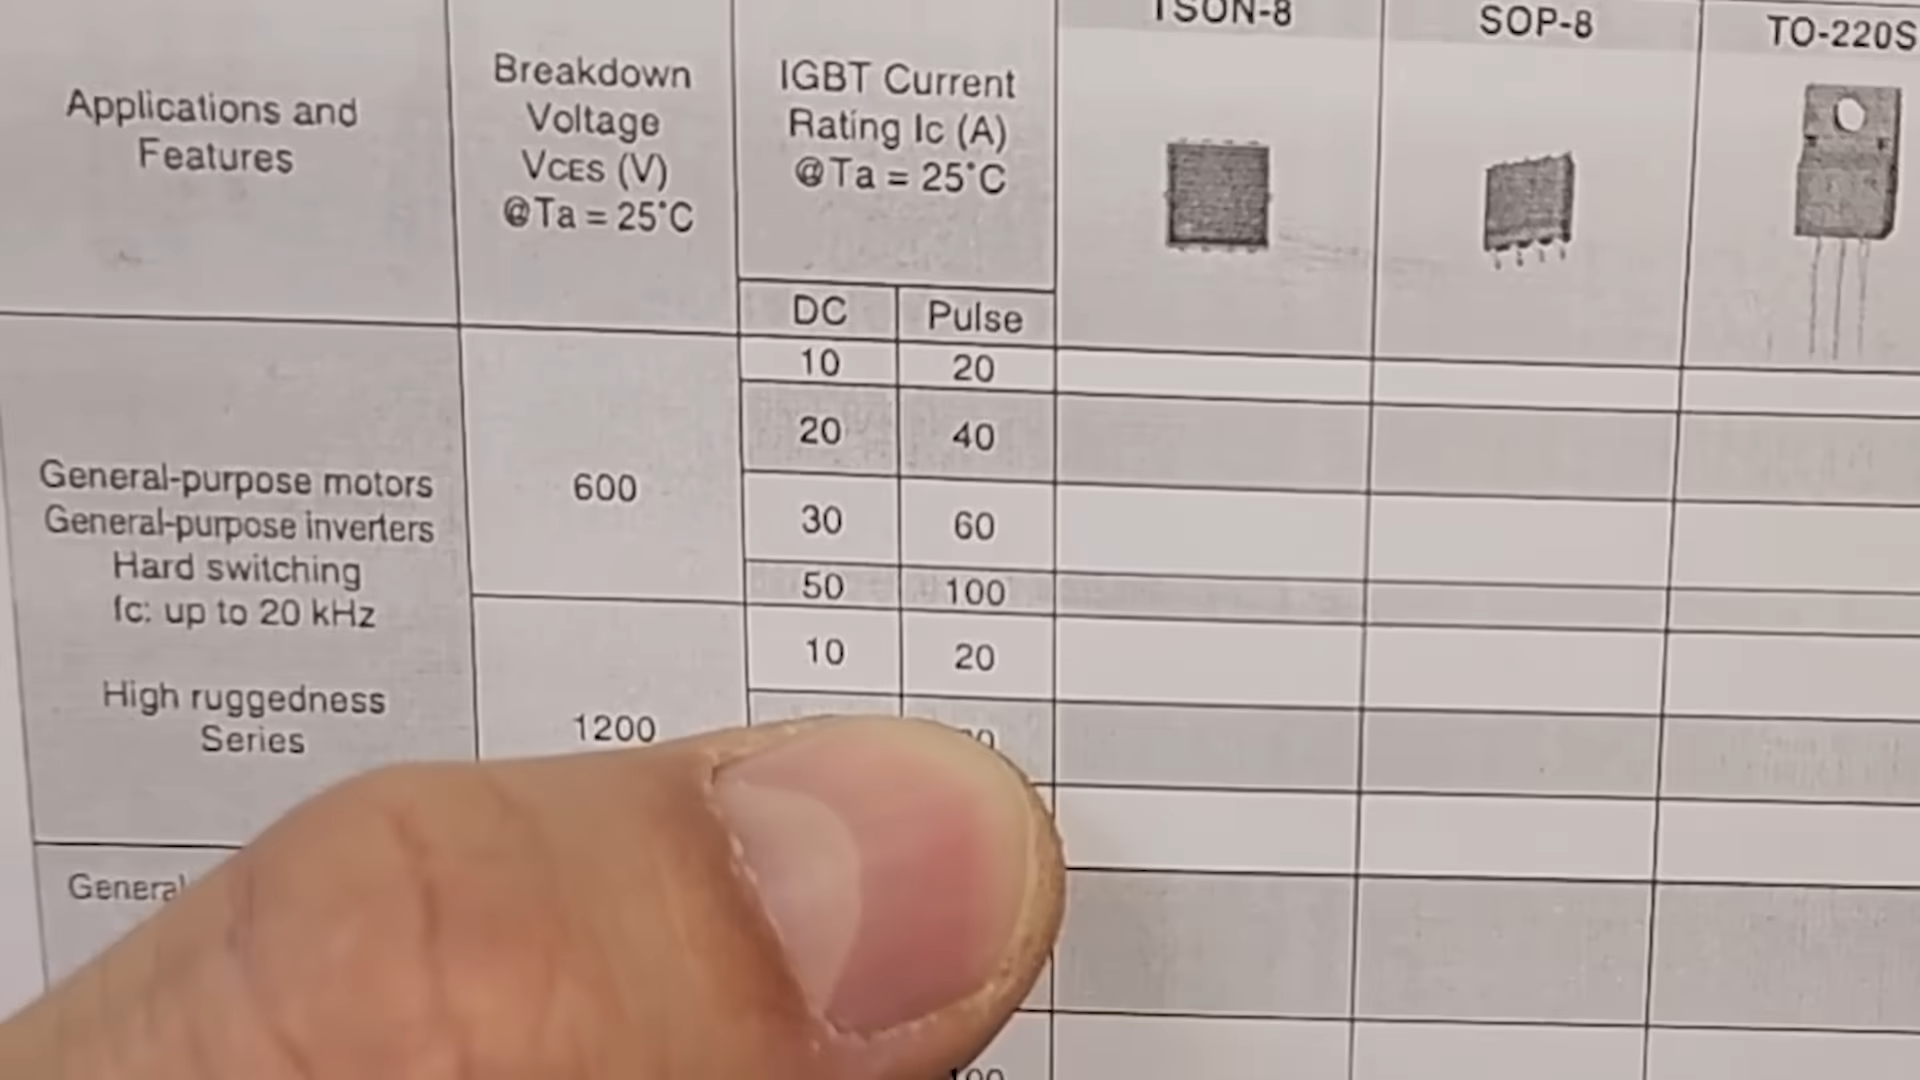 TSON-8
SOP-8
TO-220S
Applications and
Features
Breakdown
Voltage
VCES (V)
@Ta = 25°C
IGBT Current
Rating Ic (A)
@Ta = 25°C
DC
Pulse
General-purpose motors
General-purpose inverters
Hard switching
fc: up to 20 kHz
High ruggedness
Series
600
10
20
20
40
30
60
50
100
1200
10
20
General
100